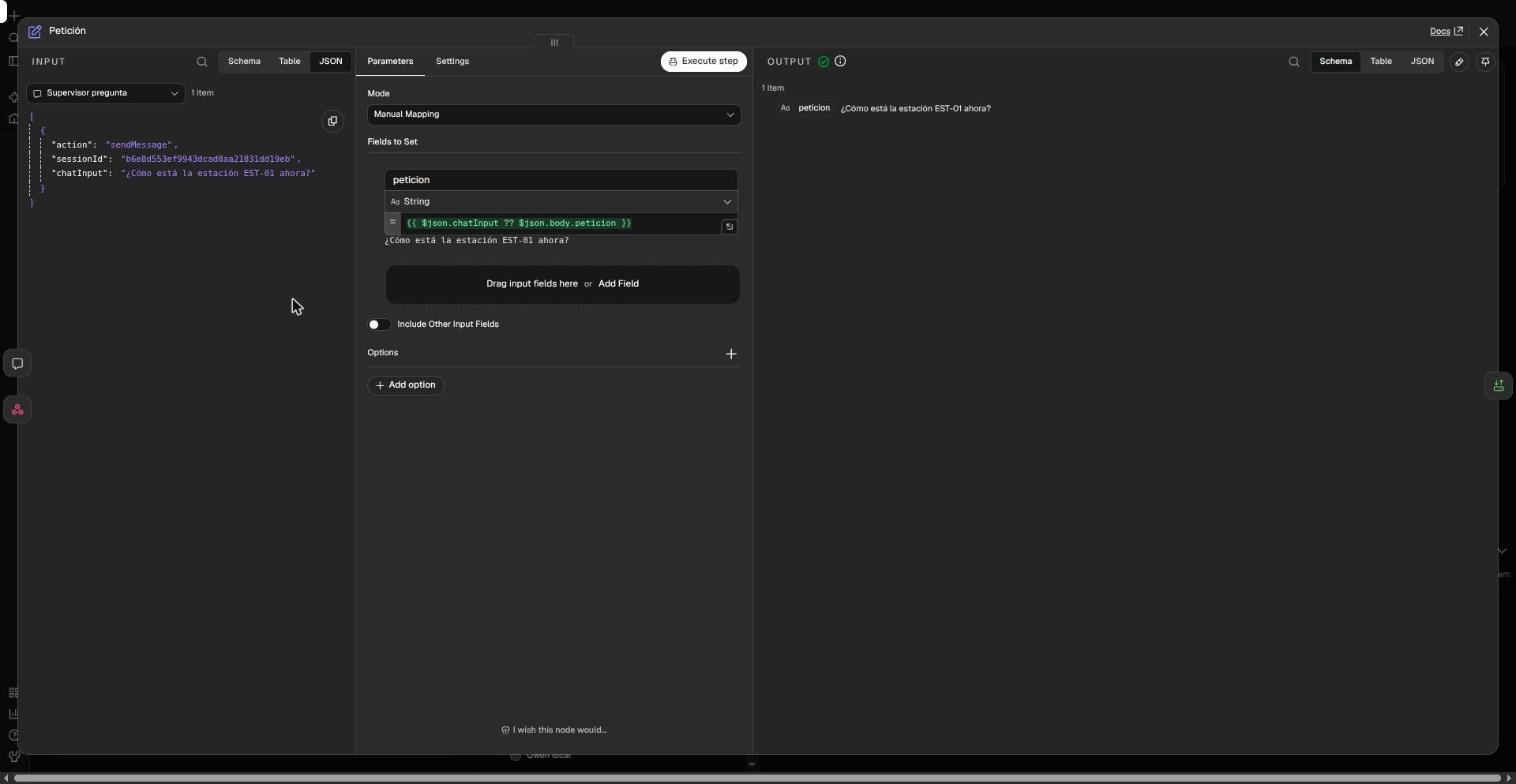 Petición
Docs
INPUT
Schema
Table
JSON
Supervisor pregunta
1 item
[
{
"action": "sendMessage",
"sessionId": "b6e8d553ef9943dcad8aa21831dd19eb",
"chatInput": "¿Cómo está la estación EST-01 ahora?"
}
]
Parameters
Settings
Execute step
Mode
Manual Mapping
Fields to Set
peticion
String
=
{{ $json.chatInput ?? $json.body.peticion }}
¿Cómo está la estación EST-01 ahora?
Drag input fields here or Add Field
Include Other Input Fields
Options
Add option
I wish this node would...
OUTPUT
Schema
Table
JSON
1 item
peticion ¿Cómo está la estación EST-01 ahora?
Qwen local